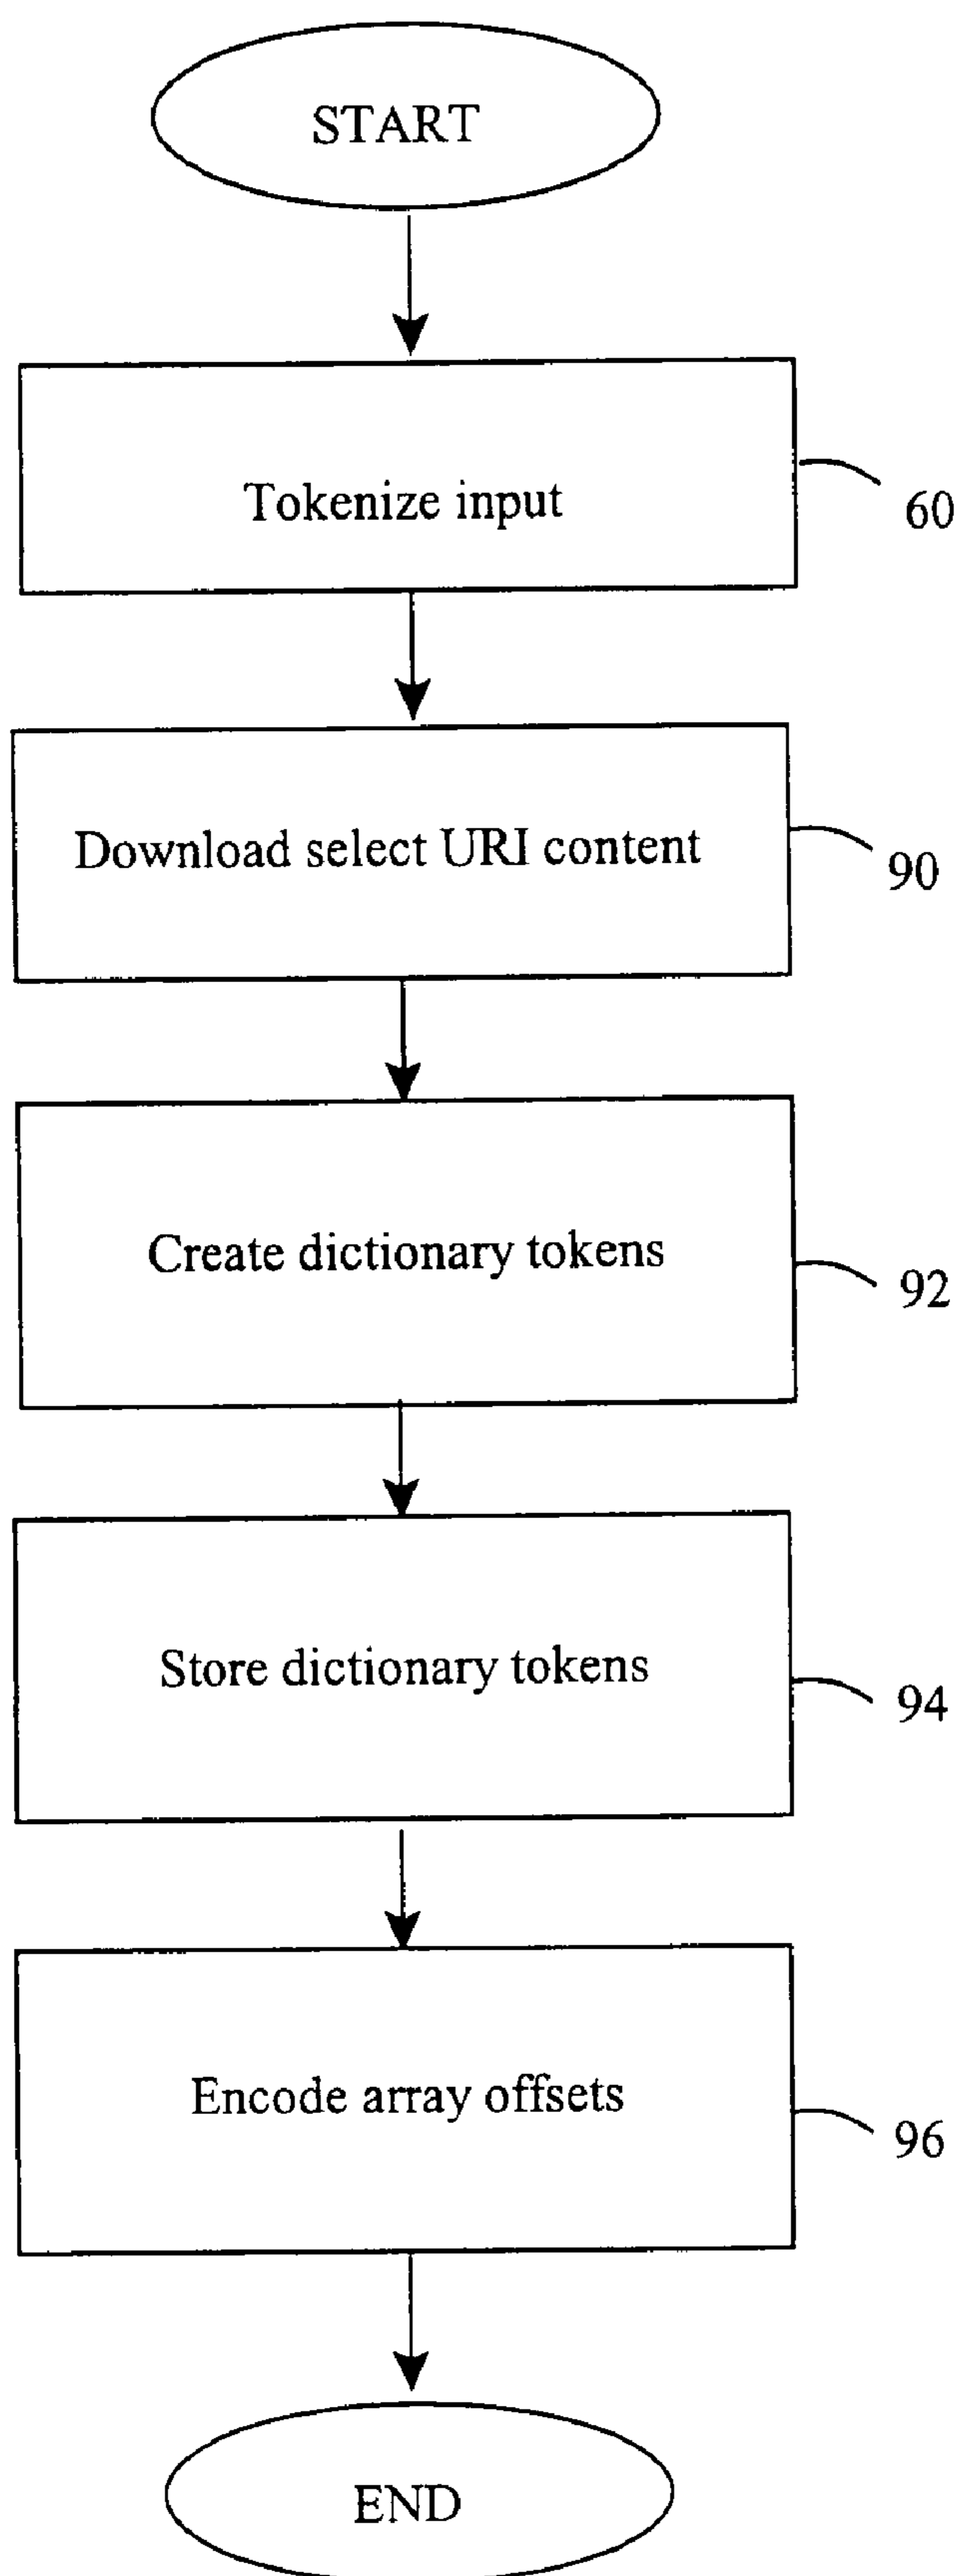 START
Tokenize input
60
Download select URI content
90
Create dictionary tokens
92
Store dictionary tokens
94
Encode array offsets
96
END